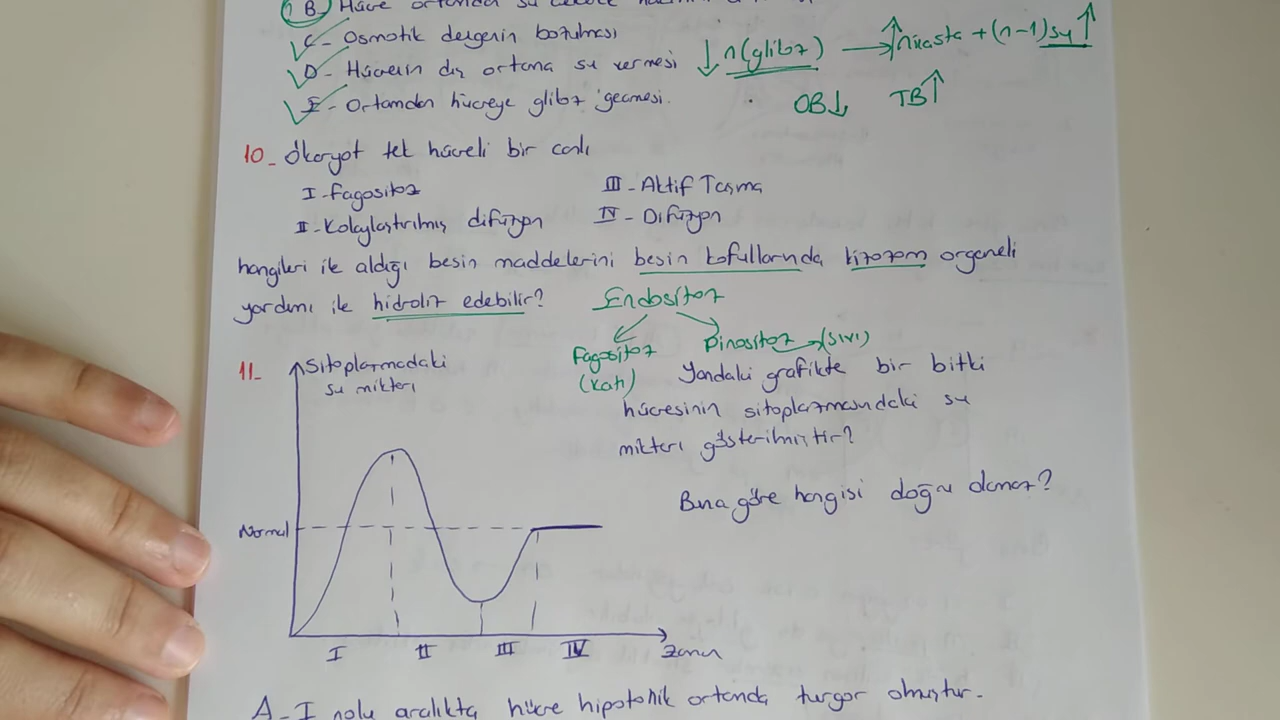 B
C- Osmotik dengenin bozulması
D- Hücrenin dış ortama su vermesi
E- Ortamdan hücreye glikoz geçmesi.
↓ n(glikoz) → ↑nişasta + (n-1)su↑
OB↓ TB↑
10_ Ökaryot tek hücreli bir canlı
I- Fagositoz
III- Aktif Taşıma
II- Kolaylaştırılmış difüzyon
IV- Difüzyon
hangileri ile aldığı besin maddelerini besin kofullarında lizozom organeli
yardımı ile hidroliz edebilir?
Endositoz
Fagositoz
(katı)
Pinositoz → (sıvı)
11_
Sitoplazmadaki
su miktarı
Normal
I II III IV Zaman
Yandaki grafikte bir bitki
hücresinin sitoplazmasındaki su
miktarı gösterilmiştir?
Buna göre hangisi doğru olamaz?
A- I nolu aralıkta hücre hipotonik ortamda turgor olmuştur.